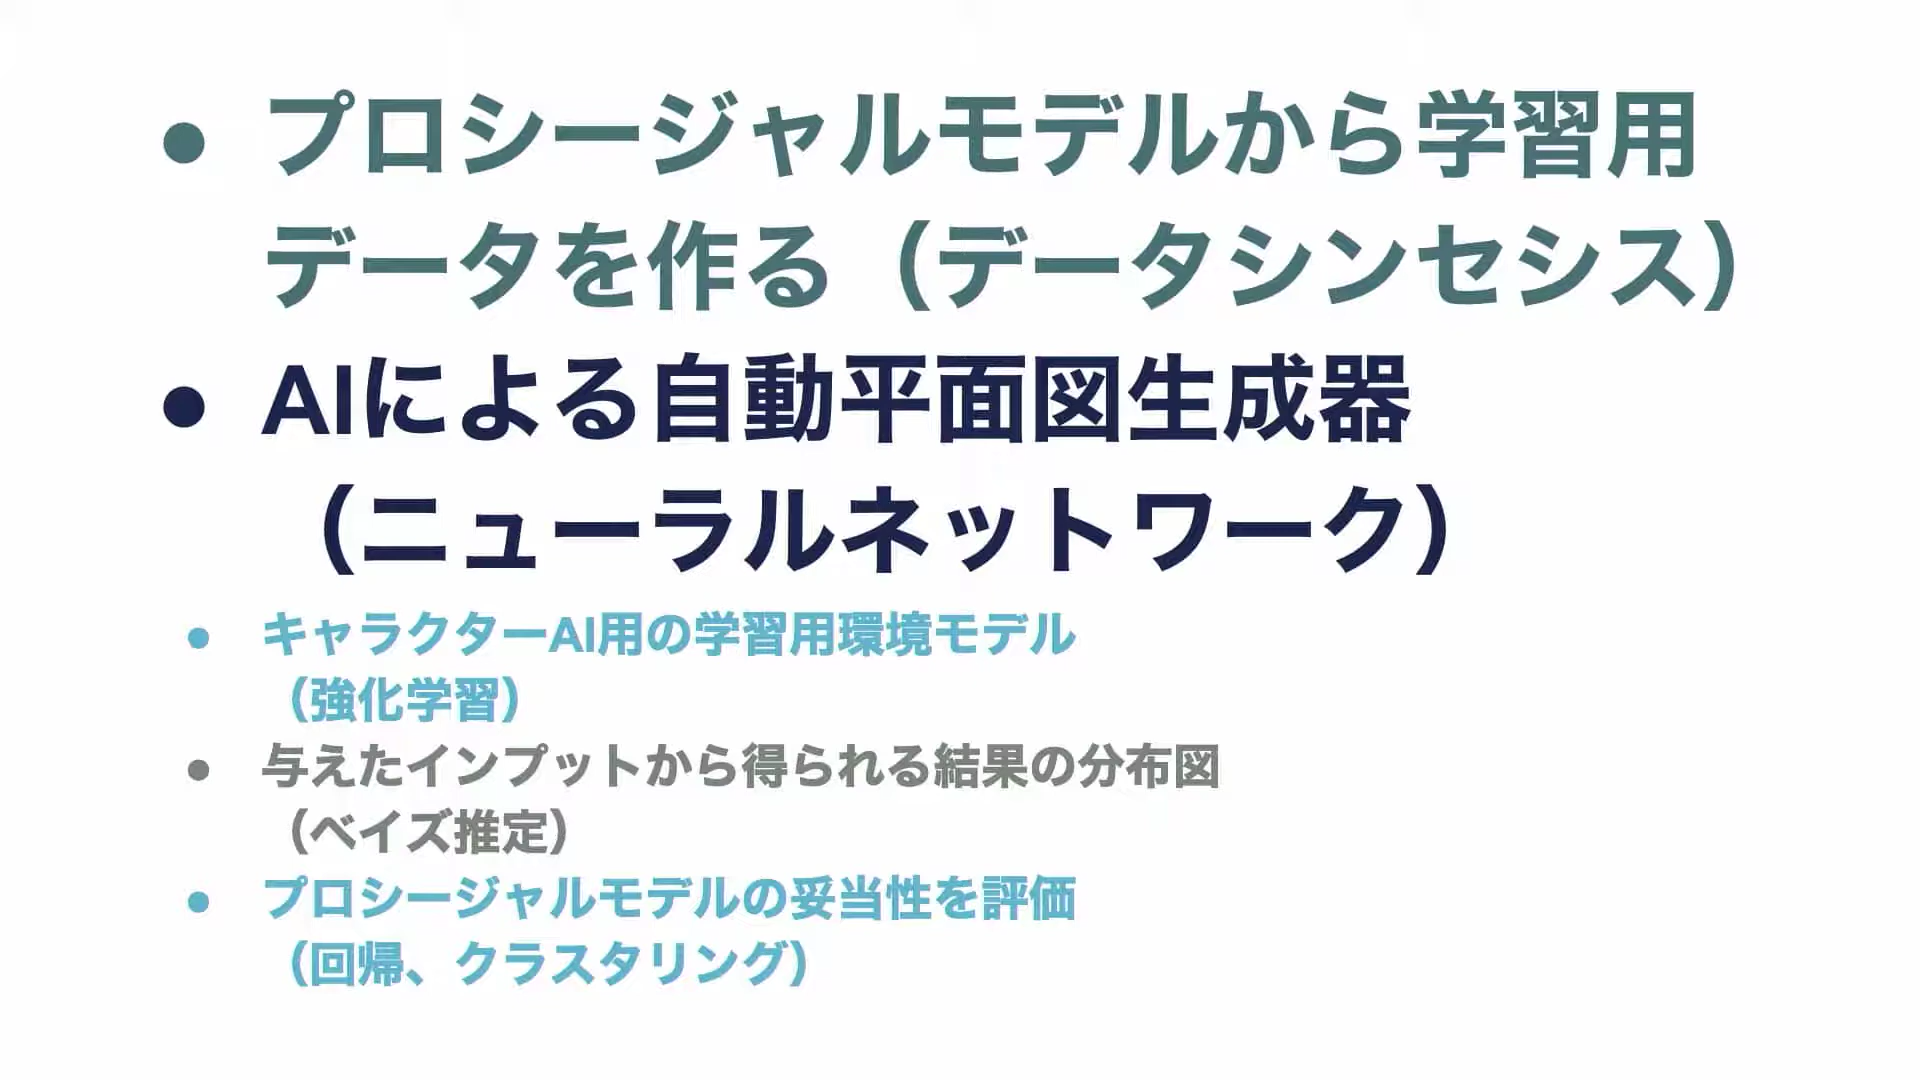 • プロシージャルモデルから学習用
データを作る（データシンセシス）
• AIによる自動平面図生成器
（ニューラルネットワーク）
• キャラクターAI用の学習用環境モデル
（強化学習）
• 与えたインプットから得られる結果の分布図
（ベイズ推定）
• プロシージャルモデルの妥当性を評価
（回帰、クラスタリング）